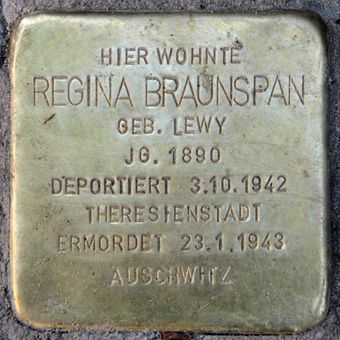 HIER WOHNTE
REGINA BRAUNSPAN
GEB. LEWY
JG. 1890
DEPORTIERT 3.10.1942
THERESIENSTADT
ERMORDET 23.1.1943
AUSCHWITZ